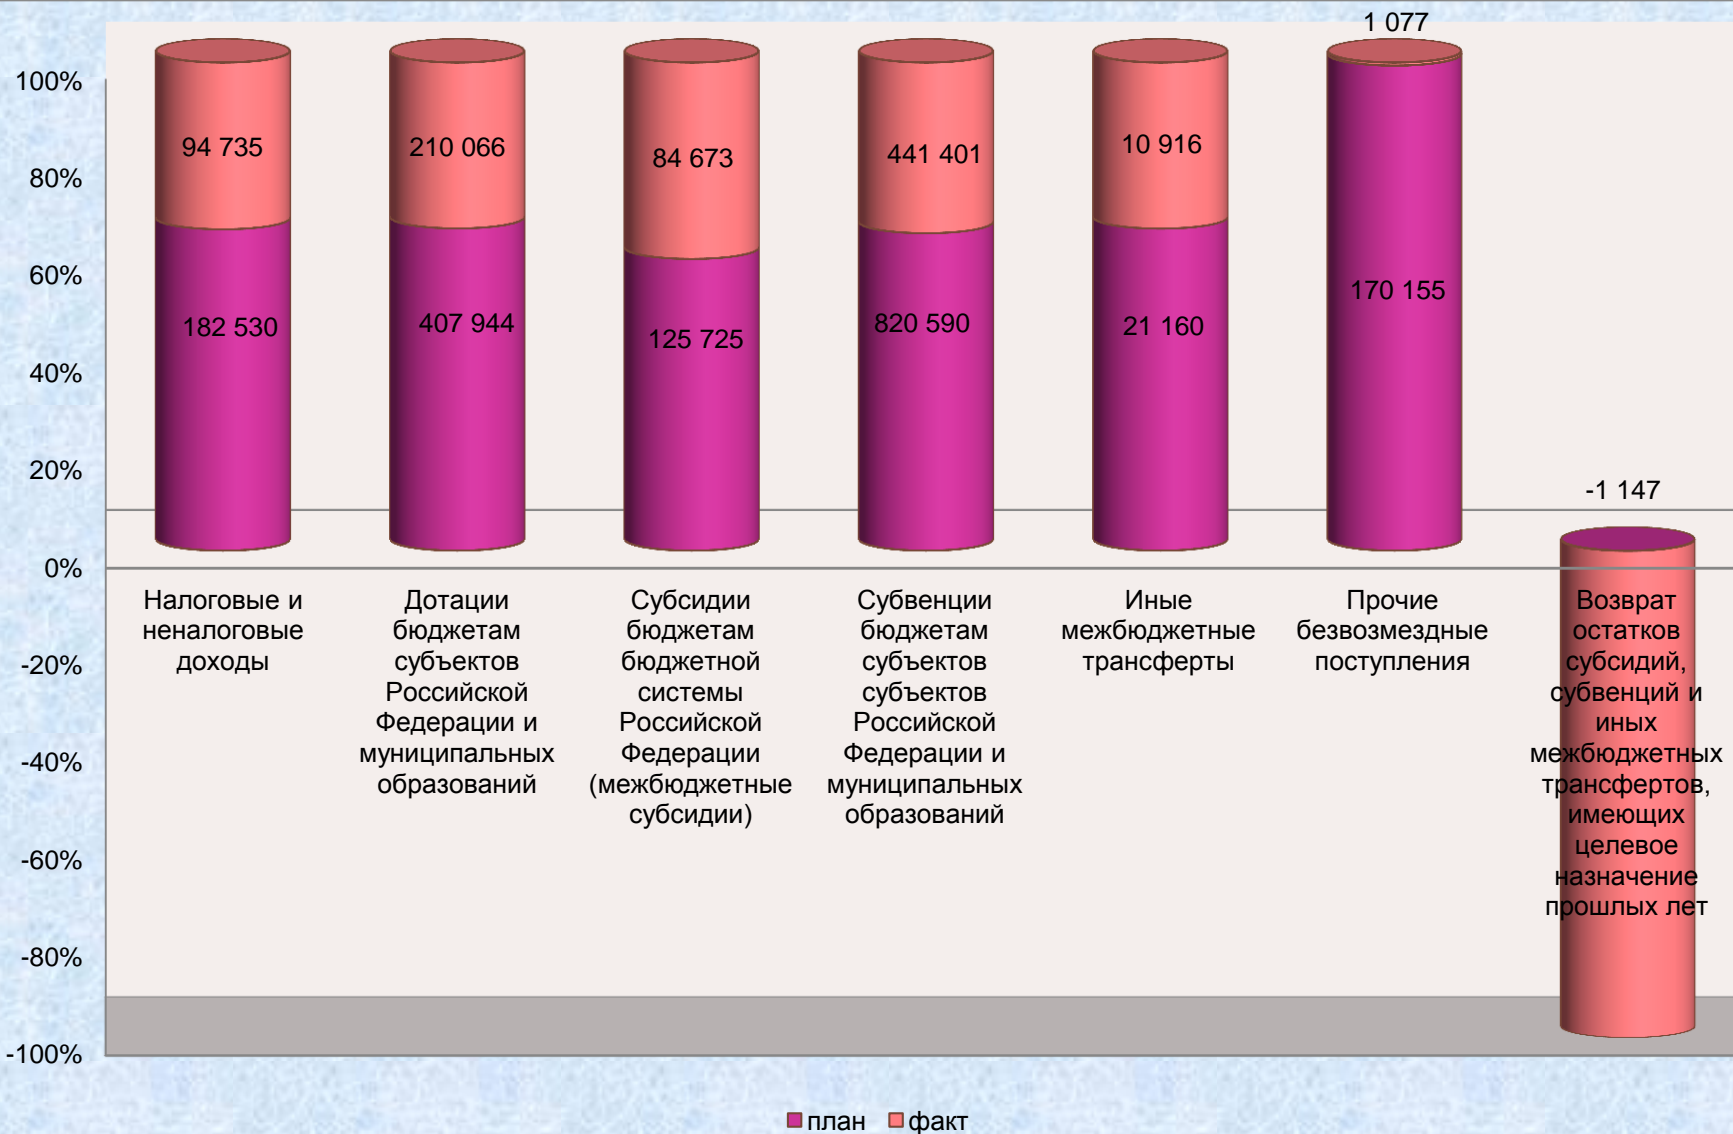 1 077
100%
94 735
210 066
84 673
441 401
10 916
80%
60%
182 530
407 944
125 725
820 590
21 160
170 155
40%
20%
-1 147
0%
-20%
-40%
-60%
-80%
-100%
Налоговые и
неналоговые
доходы
Дотации
бюджетам
субъектов
Российской
Федерации и
муниципальных
образований
Субсидии
бюджетам
бюджетной
системы
Российской
Федерации
(межбюджетные
субсидии)
Субвенции
бюджетам
субъектов
субъектов
Российской
Федерации и
муниципальных
образований
Иные
межбюджетные
трансферты
Прочие
безвозмездные
поступления
Возврат
остатков
субсидий,
субвенций и
иных
межбюджетных
трансфертов,
имеющих
целевое
назначение
прошлых лет
план факт